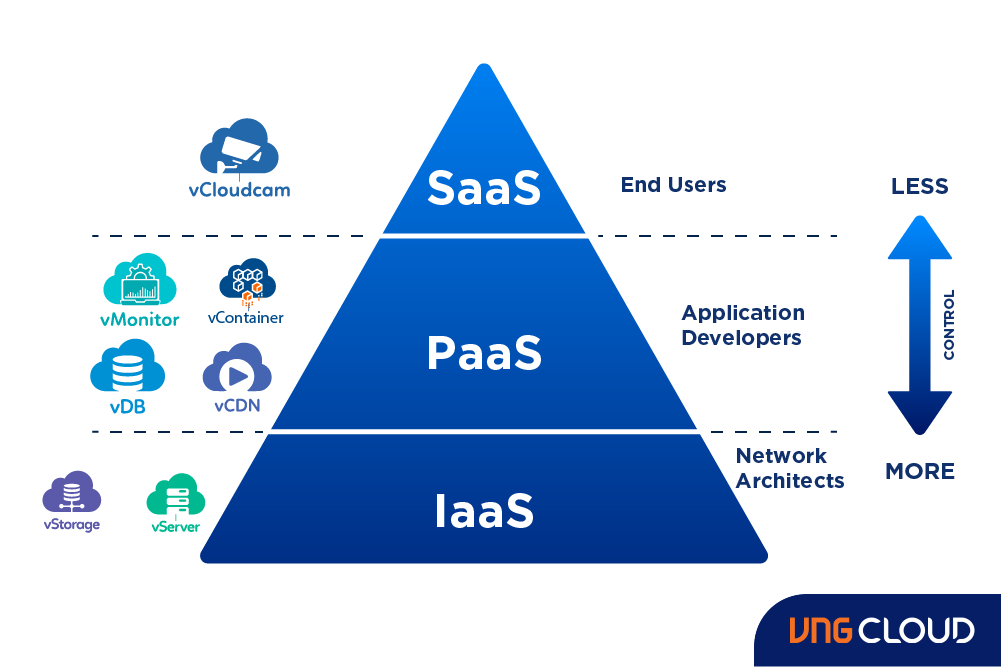 vCloudcam
SaaS
End Users
LESS
vMonitor
vContainer
vDB
vCDN
PaaS
Application
Developers
CONTROL
vStorage
vServer
IaaS
Network
Architects
MORE
VNG CLOUD